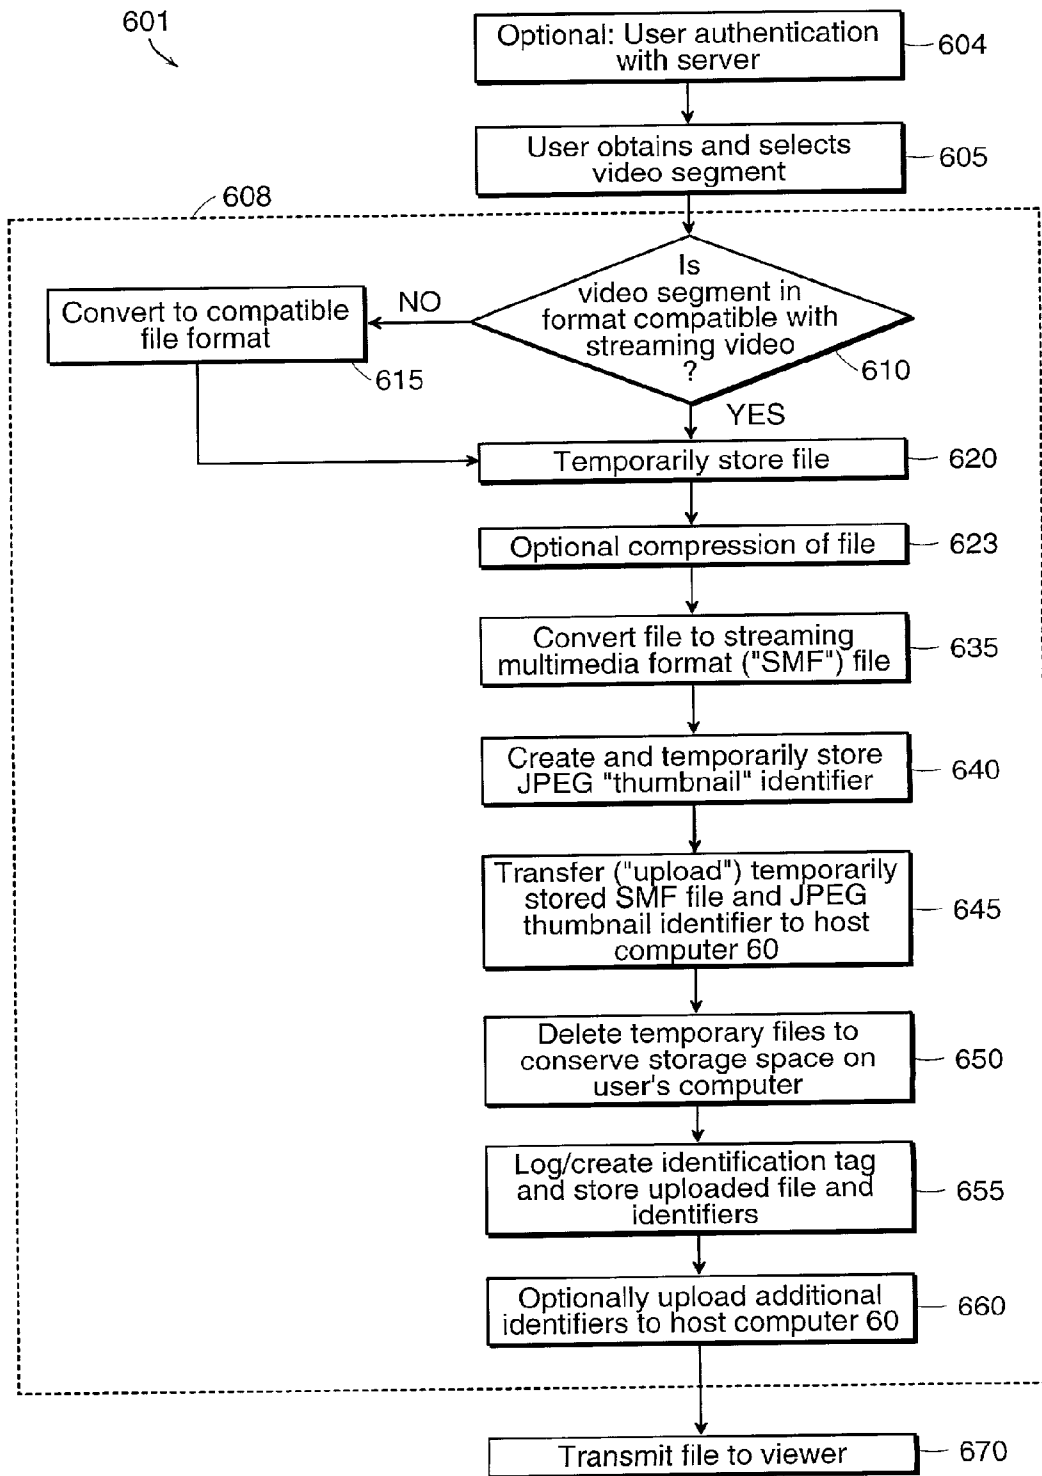 601
Optional: User authentication
with server
604
User obtains and selects
video segment
605
608
Is
video segment in
format compatible with
streaming video
?
610
NO
Convert to compatible
file format
615
YES
Temporarily store file
620
Optional compression of file
623
Convert file to streaming
multimedia format ("SMF") file
635
Create and temporarily store
JPEG "thumbnail" identifier
640
Transfer ("upload") temporarily
stored SMF file and JPEG
thumbnail identifier to host
computer 60
645
Delete temporary files to
conserve storage space on
user's computer
650
Log/create identification tag
and store uploaded file and
identifiers
655
Optionally upload additional
identifiers to host computer 60
660
Transmit file to viewer
670